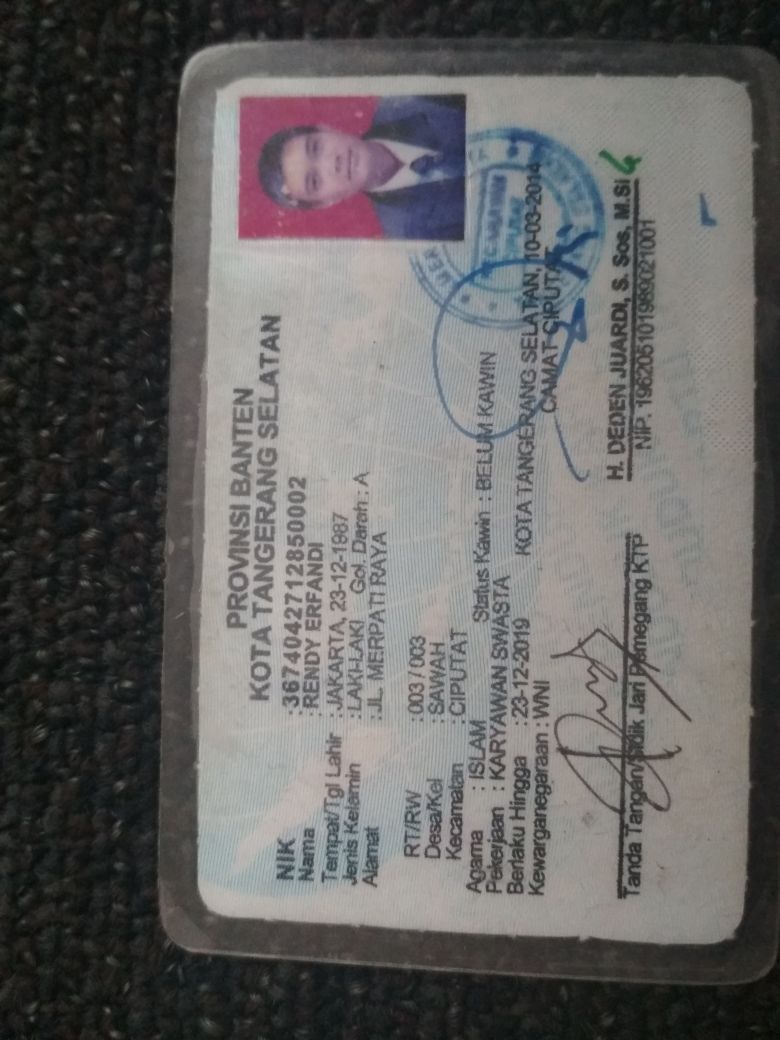 PROVINSI BANTEN
KOTA TANGERANG SELATAN
NIK : 3674042712850002
Nama : RENDY ERFANDI
Tempat/Tgl Lahir : JAKARTA, 23-12-1987
Jenis Kelamin : LAKI-LAKI Gol. Darah : A
Alamat : JL. MERPATI RAYA
RT/RW : 003 / 003
Desa/Kel : SAWAH
Kecamatan : CIPUTAT
Agama : ISLAM Status Kawin : BELUM KAWIN
Pekerjaan : KARYAWAN SWASTA
Berlaku Hingga : 23-12-2019
Kewarganegaraan : WNI
KOTA TANGERANG SELATAN, 10-03-2014
CAMAT CIPUTAT
Tanda Tangan/Sidik Jari Pemegang KTP
H. DEDEN JUARDI, S. Sos, M.Si
NIP. 196205101989021001